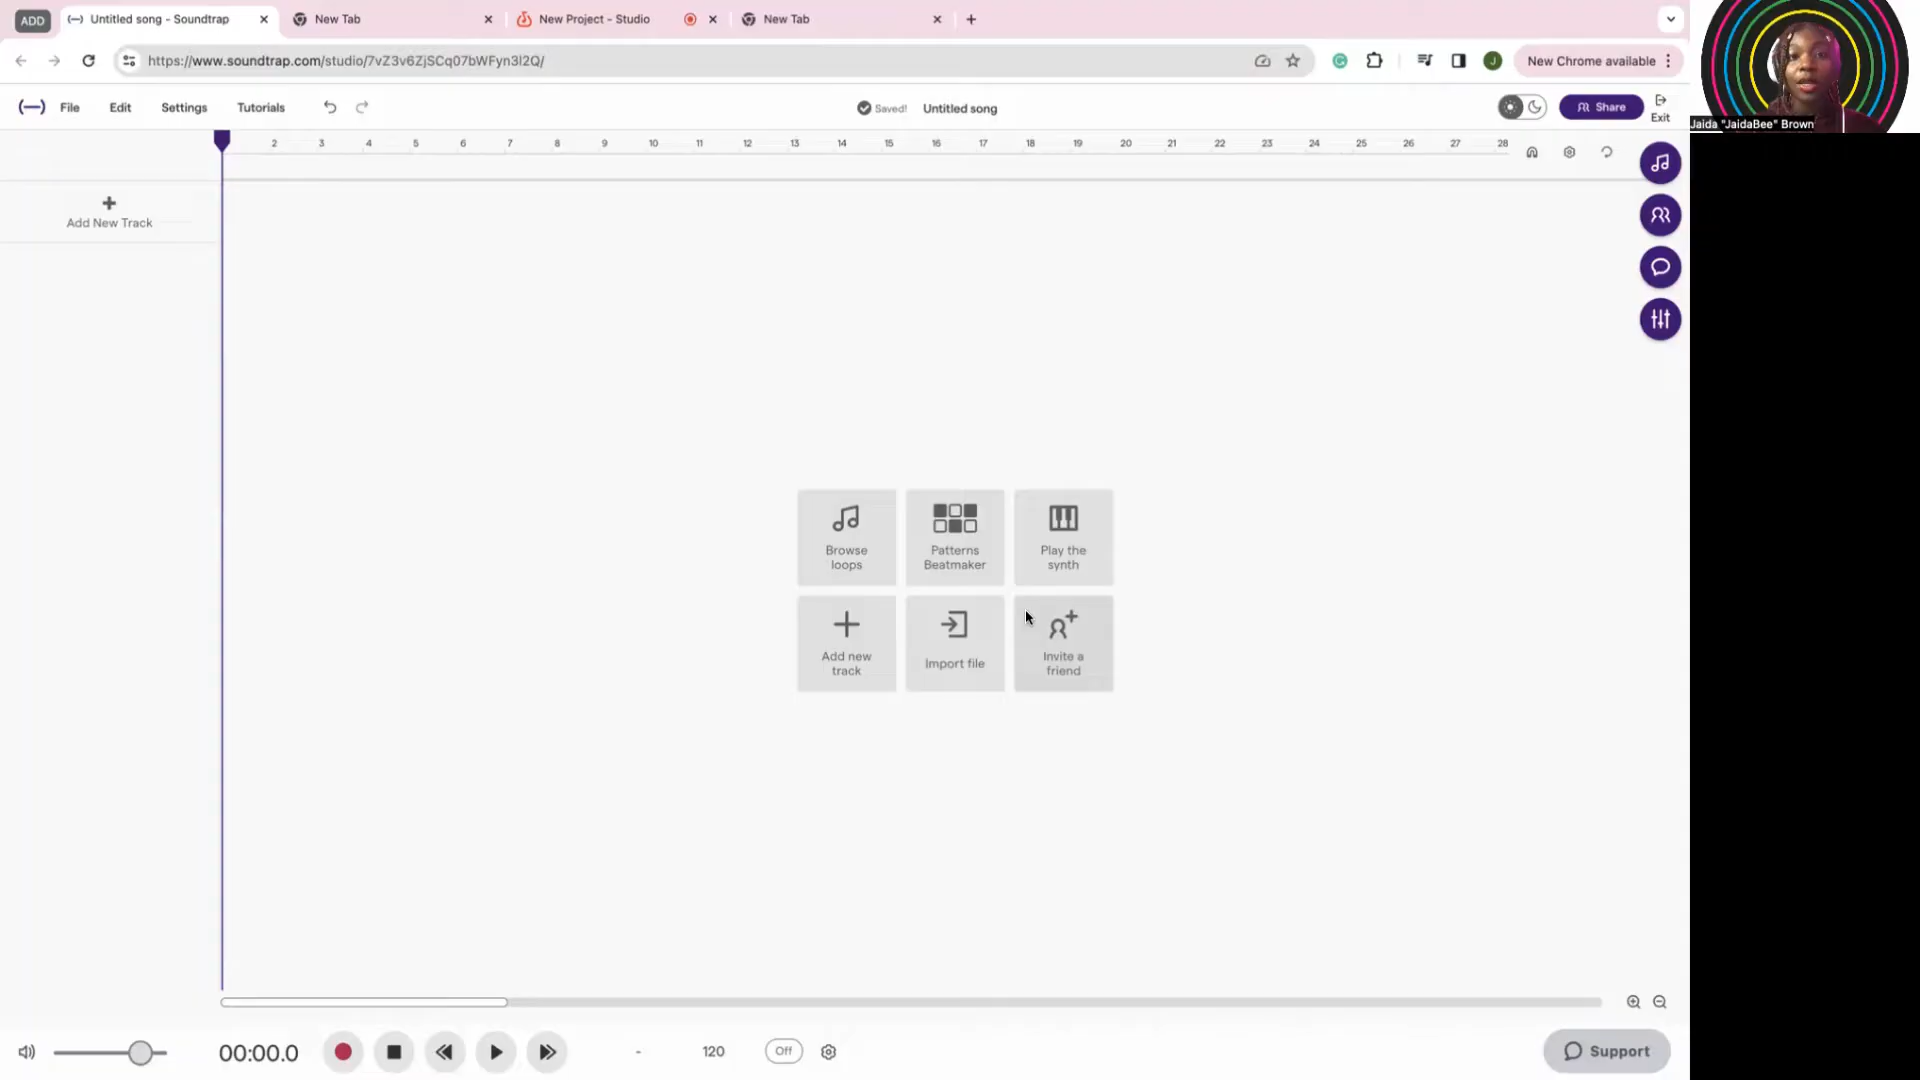 ADD
Untitled song - Soundtrap
New Tab
New Project - Studio
New Tab
https://www.soundtrap.com/studio/7vZ3v6ZjSCq07bWFyn3l2Q/
J
New Chrome available
Jaida "JaidaBee" Brown
File
Edit
Settings
Tutorials
Saved!
Untitled song
Share
Exit
2 3 4 5 6 7 8 9 10 11 12 13 14 15 16 17 18 19 20 21 22 23 24 25 26 27 28
Add New Track
Browse
loops
Patterns
Beatmaker
Play the
synth
Add new
track
Import file
Invite a
friend
00:00.0
-
120
Off
Support